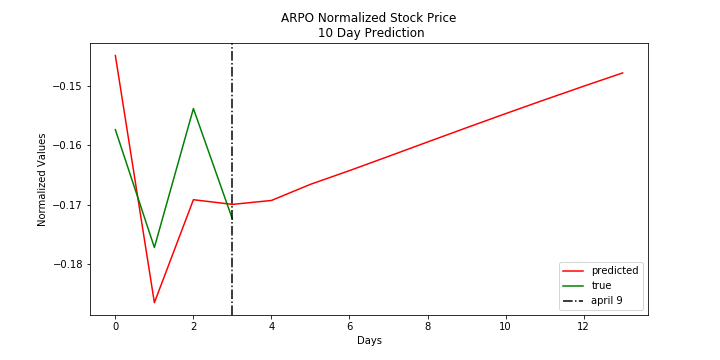 ARPO Normalized Stock Price
10 Day Prediction
Normalized Values
−0.15
−0.16
−0.17
−0.18
0 2 4 6 8 10 12
Days
predicted
true
april 9